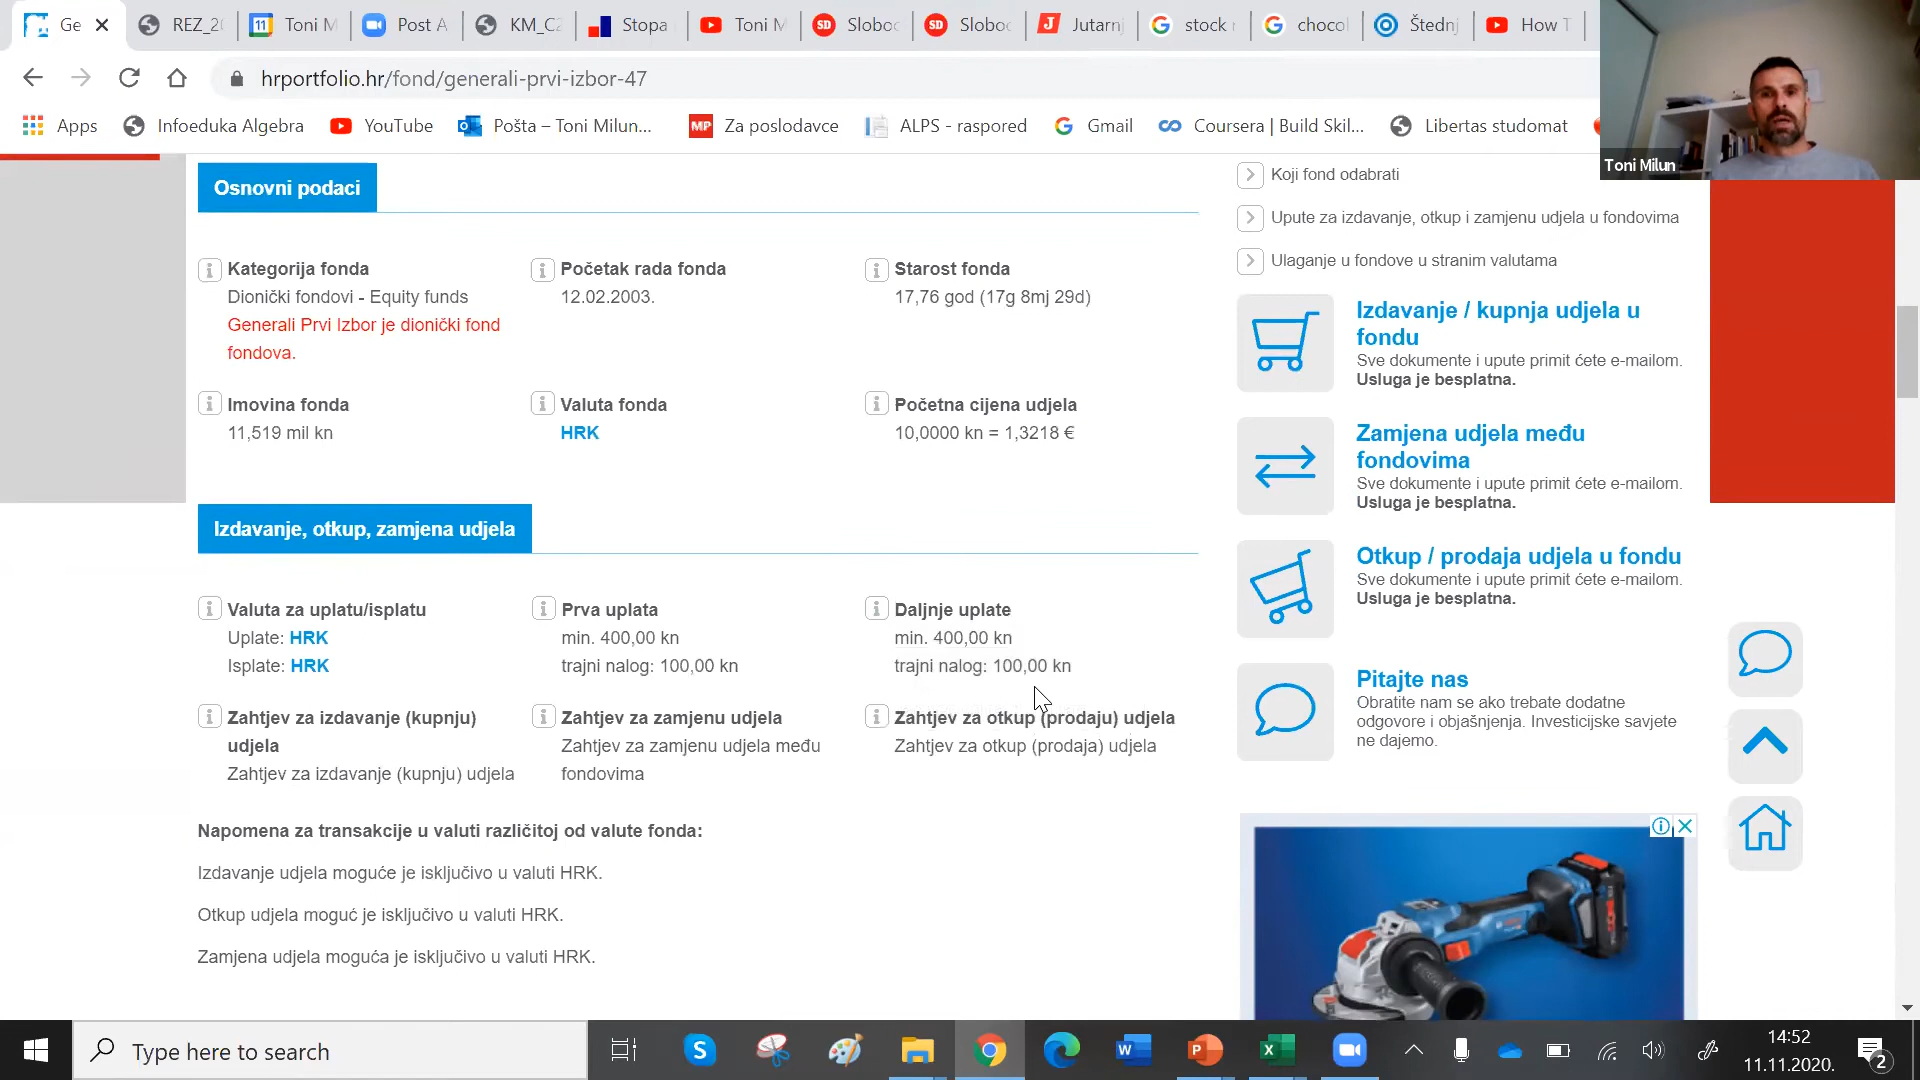 Ge
REZ_20
Toni M
Post A
KM_C2
Stopa
Toni M
Sloboc
Sloboc
Jutarnj
stock r
chocol
Štednj
How T
hrportfolio.hr/fond/generali-prvi-izbor-47
Apps
Infoeduka Algebra
YouTube
Pošta – Toni Milun...
MP
Za poslodavce
ALPS - raspored
Gmail
Coursera | Build Skil...
Libertas studomat
Toni Milun
Osnovni podaci
Kategorija fonda
Dionički fondovi - Equity funds
Generali Prvi Izbor je dionički fond
fondova.
Početak rada fonda
12.02.2003.
Starost fonda
17,76 god (17g 8mj 29d)
Imovina fonda
11,519 mil kn
Valuta fonda
HRK
Početna cijena udjela
10,0000 kn = 1,3218 €
Izdavanje, otkup, zamjena udjela
Valuta za uplatu/isplatu
Uplate: HRK
Isplate: HRK
Prva uplata
min. 400,00 kn
trajni nalog: 100,00 kn
Daljnje uplate
min. 400,00 kn
trajni nalog: 100,00 kn
Zahtjev za izdavanje (kupnju)
udjela
Zahtjev za izdavanje (kupnju) udjela
Zahtjev za zamjenu udjela
Zahtjev za zamjenu udjela među
fondovima
Zahtjev za otkup (prodaju) udjela
Zahtjev za otkup (prodaja) udjela
Napomena za transakcije u valuti različitoj od valute fonda:
Izdavanje udjela moguće je isključivo u valuti HRK.
Otkup udjela moguć je isključivo u valuti HRK.
Zamjena udjela moguća je isključivo u valuti HRK.
Koji fond odabrati
Upute za izdavanje, otkup i zamjenu udjela u fondovima
Ulaganje u fondove u stranim valutama
Izdavanje / kupnja udjela u
fondu
Sve dokumente i upute primit ćete e-mailom.
Usluga je besplatna.
Zamjena udjela među
fondovima
Sve dokumente i upute primit ćete e-mailom.
Usluga je besplatna.
Otkup / prodaja udjela u fondu
Sve dokumente i upute primit ćete e-mailom.
Usluga je besplatna.
Pitajte nas
Obratite nam se ako trebate dodatne
odgovore i objašnjenja. Investicijske savjete
ne dajemo.
Type here to search
14:52
11.11.2020.
2